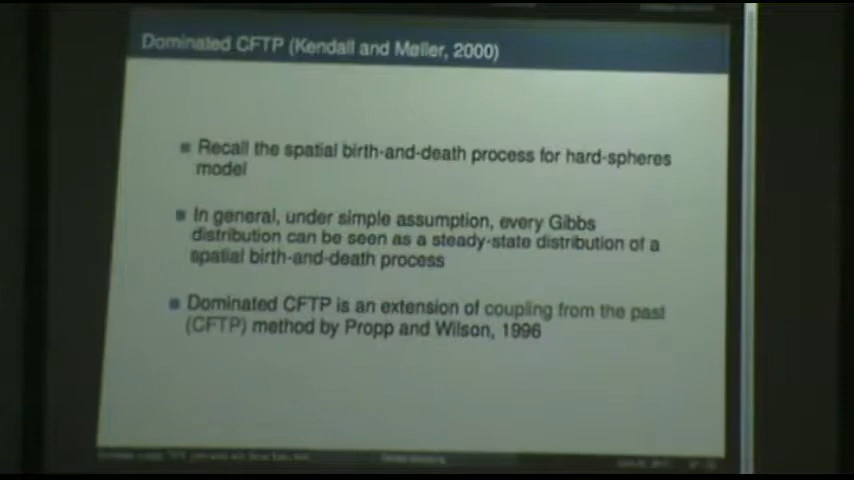 Dominated CFTP (Kendall and Møller, 2000)
Recall the spatial birth-and-death process for hard-spheres
model
In general, under simple assumption, every Gibbs
distribution can be seen as a steady-state distribution of a
spatial birth-and-death process
Dominated CFTP is an extension of coupling from the past
(CFTP) method by Propp and Wilson, 1996